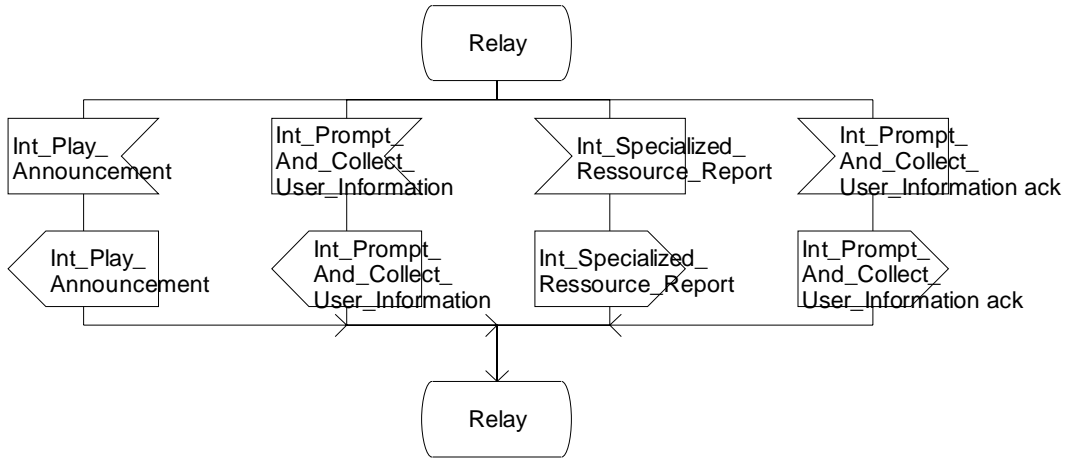 Relay
Int_Play_
Announcement
Int_Prompt_
And_Collect_
User_Information
Int_Specialized_
Ressource_Report
Int_Prompt_
And_Collect_
User_Information ack
Int_Play_
Announcement
Int_Prompt_
And_Collect_
User_Information
Int_Specialized_
Ressource_Report
Int_Prompt_
And_Collect_
User_Information ack
Relay